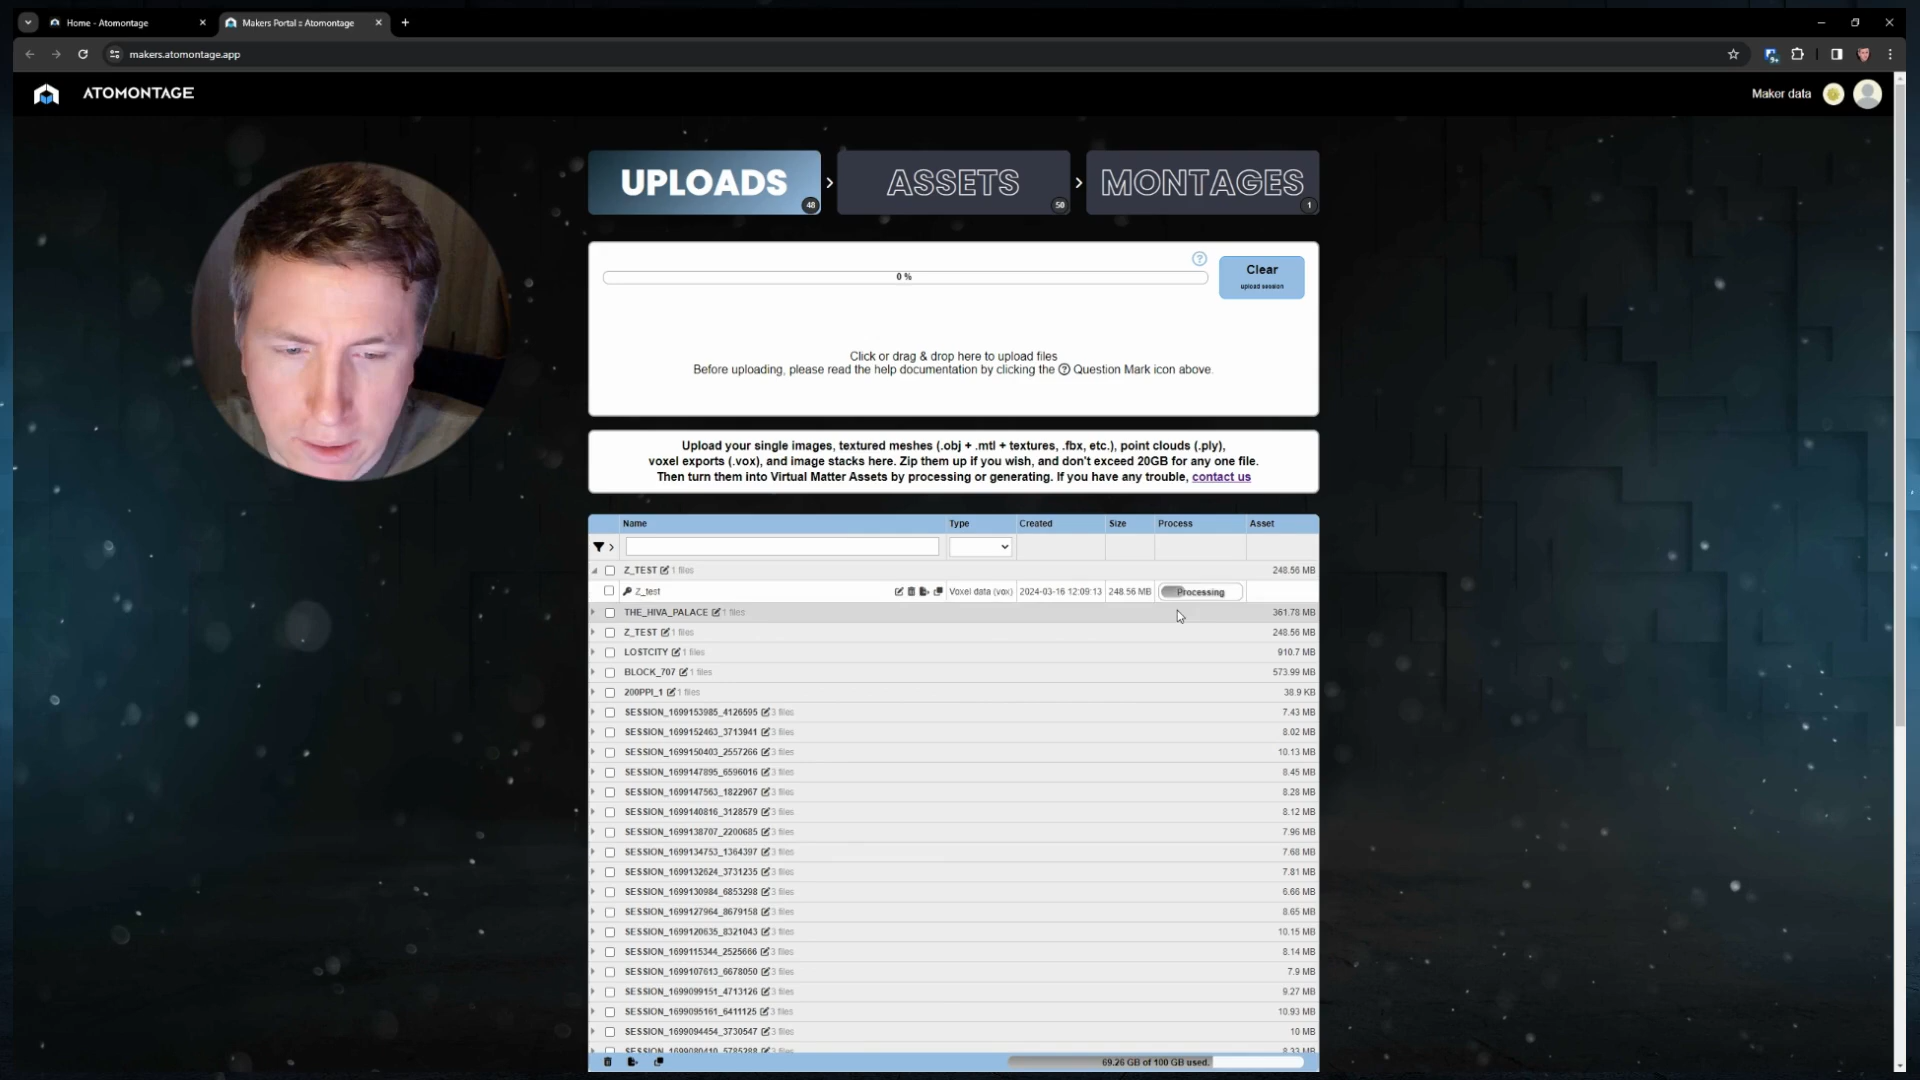 Home - Atomontage
Makers Portal :: Atomontage
makers.atomontage.app
ATOMONTAGE
Maker data
UPLOADS
48
ASSETS
50
MONTAGES
1
0 %
Clear
upload session
Click or drag & drop here to upload files
Before uploading, please read the help documentation by clicking the ? Question Mark icon above.
Upload your single images, textured meshes (.obj + .mtl + textures, .fbx, etc.), point clouds (.ply),
voxel exports (.vox), and image stacks here. Zip them up if you wish, and don't exceed 20GB for any one file.
Then turn them into Virtual Matter Assets by processing or generating. If you have any trouble, contact us
Name Type Created Size Process Asset
Z_TEST 1 files 248.56 MB
Z_test Voxel data (vox) 2024-03-16 12:09:13 248.56 MB Processing
THE_HIVA_PALACE 1 files 361.78 MB
Z_TEST 1 files 248.56 MB
LOSTCITY 1 files 910.7 MB
BLOCK_707 1 files 573.99 MB
200PPI_1 1 files 38.9 KB
SESSION_1699153985_4126595 3 files 7.43 MB
SESSION_1699152463_3713941 3 files 8.02 MB
SESSION_1699150403_2557266 3 files 10.13 MB
SESSION_1699147895_6596016 3 files 8.45 MB
SESSION_1699147563_1822967 3 files 8.28 MB
SESSION_1699140816_3128579 3 files 8.12 MB
SESSION_1699138707_2200685 3 files 7.96 MB
SESSION_1699134753_1364397 3 files 7.68 MB
SESSION_1699132624_3731235 3 files 7.81 MB
SESSION_1699130984_6853298 3 files 6.66 MB
SESSION_1699127964_8679158 3 files 8.65 MB
SESSION_1699120635_8321043 3 files 10.15 MB
SESSION_1699115344_2525666 3 files 8.14 MB
SESSION_1699107613_6678050 3 files 7.9 MB
SESSION_1699099151_4713126 3 files 9.27 MB
SESSION_1699095161_6411125 3 files 10.93 MB
SESSION_1699094454_3730547 3 files 10 MB
SESSION_1699080410_5785288 3 files 8.33 MB
69.26 GB of 100 GB used.